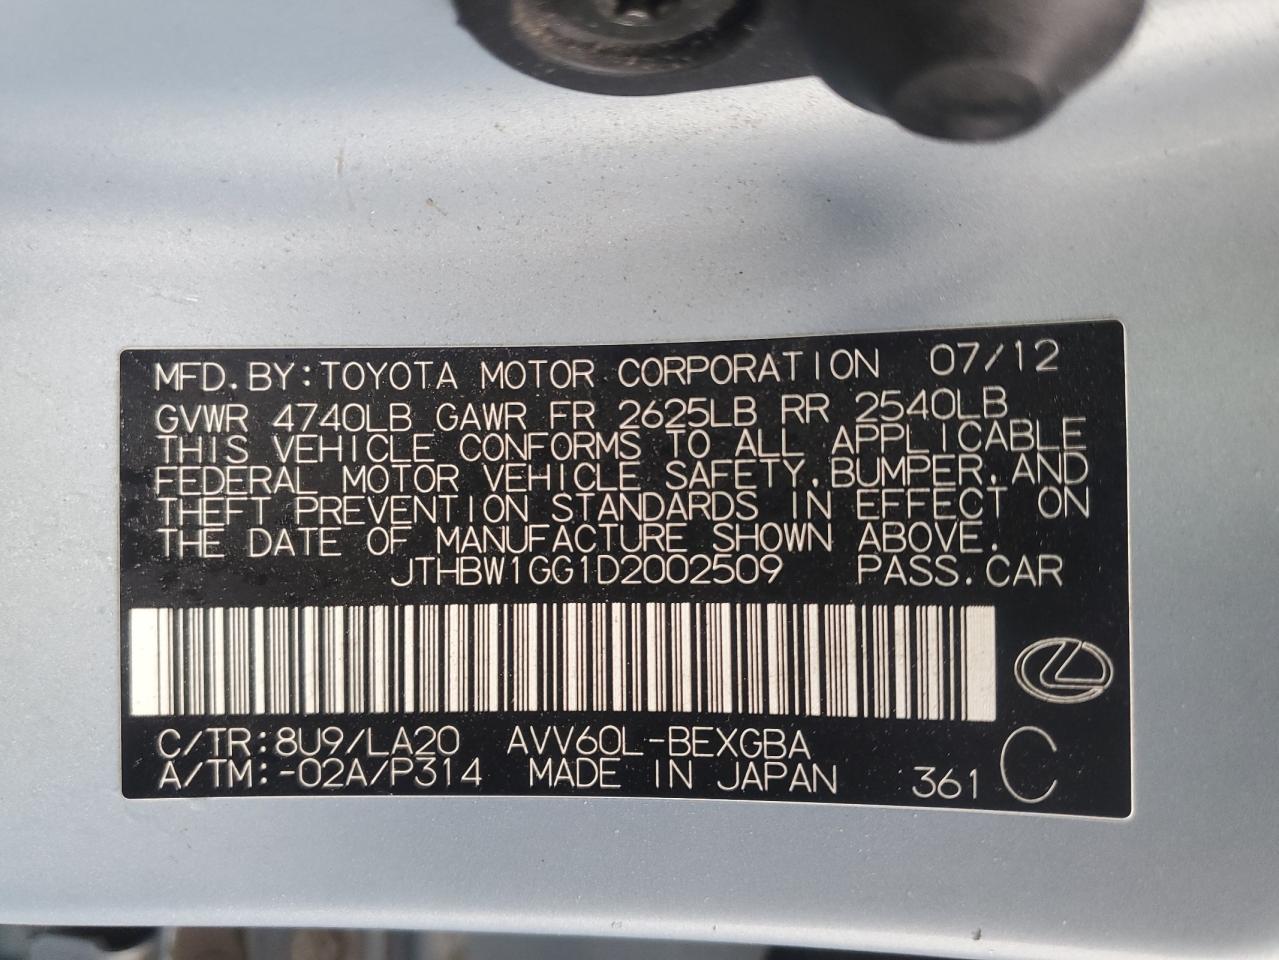 MFD.BY:TOYOTA MOTOR CORPORATION 07/12
GVWR 4740LB GAWR FR 2625LB RR 2540LB
THIS VEHICLE CONFORMS TO ALL APPLICABLE
FEDERAL MOTOR VEHICLE SAFETY,BUMPER,AND
THEFT PREVENTION STANDARDS IN EFFECT ON
THE DATE OF MANUFACTURE SHOWN ABOVE.
JTHBW1GG1D2002509 PASS.CAR
C/TR:8U9/LA20 AVV60L-BEXGBA
A/TM:-02A/P314 MADE IN JAPAN 361 C